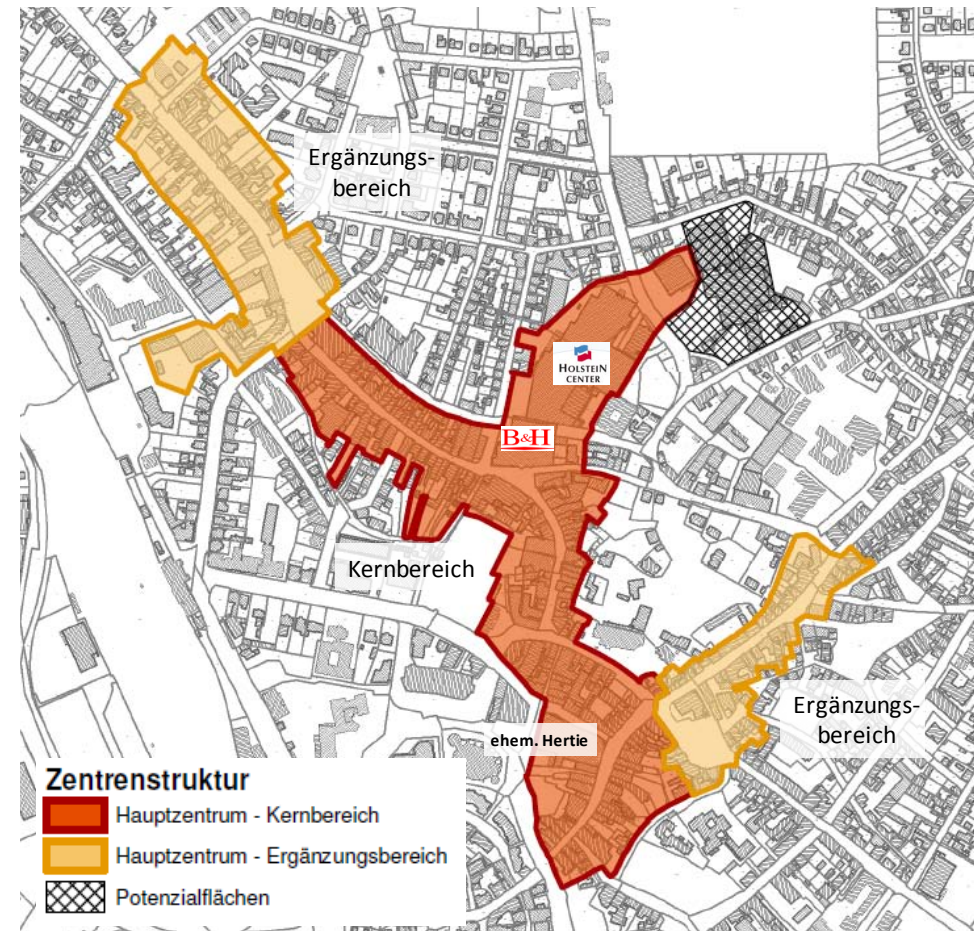 Ergänzungs-
bereich
HOLSTEIN
CENTER
B&H
Kernbereich
Ergänzungs-
bereich
ehem. Hertie
Zentrenstruktur
Hauptzentrum - Kernbereich
Hauptzentrum - Ergänzungsbereich
Potenzialflächen